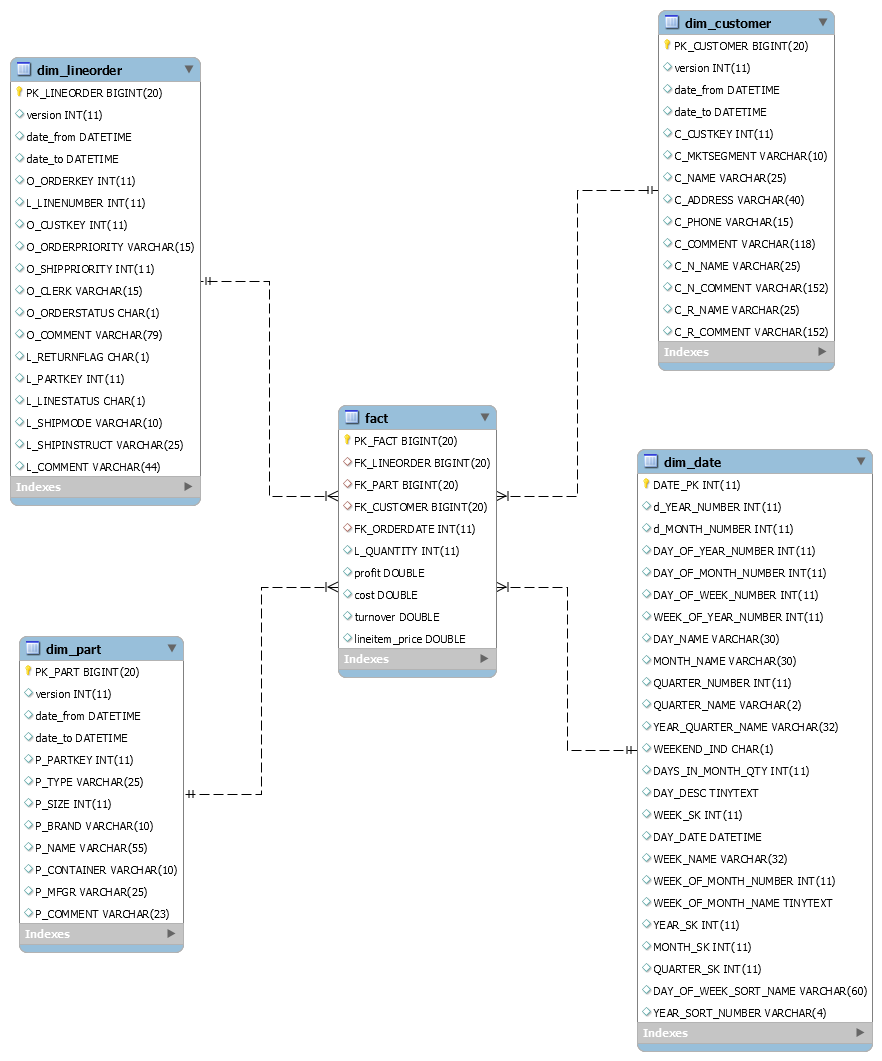 dim_lineorder
PK_LINEORDER BIGINT(20)
version INT(11)
date_from DATETIME
date_to DATETIME
O_ORDERKEY INT(11)
L_LINENUMBER INT(11)
O_CUSTKEY INT(11)
O_ORDERPRIORITY VARCHAR(15)
O_SHIPPRIORITY INT(11)
O_CLERK VARCHAR(15)
O_ORDERSTATUS CHAR(1)
O_COMMENT VARCHAR(79)
L_RETURNFLAG CHAR(1)
L_PARTKEY INT(11)
L_LINESTATUS CHAR(1)
L_SHIPMODE VARCHAR(10)
L_SHIPINSTRUCT VARCHAR(25)
L_COMMENT VARCHAR(44)
Indexes
dim_customer
PK_CUSTOMER BIGINT(20)
version INT(11)
date_from DATETIME
date_to DATETIME
C_CUSTKEY INT(11)
C_MKTSEGMENT VARCHAR(10)
C_NAME VARCHAR(25)
C_ADDRESS VARCHAR(40)
C_PHONE VARCHAR(15)
C_COMMENT VARCHAR(118)
C_N_NAME VARCHAR(25)
C_N_COMMENT VARCHAR(152)
C_R_NAME VARCHAR(25)
C_R_COMMENT VARCHAR(152)
Indexes
fact
PK_FACT BIGINT(20)
FK_LINEORDER BIGINT(20)
FK_PART BIGINT(20)
FK_CUSTOMER BIGINT(20)
FK_ORDERDATE INT(11)
L_QUANTITY INT(11)
profit DOUBLE
cost DOUBLE
turnover DOUBLE
lineitem_price DOUBLE
Indexes
dim_part
PK_PART BIGINT(20)
version INT(11)
date_from DATETIME
date_to DATETIME
P_PARTKEY INT(11)
P_TYPE VARCHAR(25)
P_SIZE INT(11)
P_BRAND VARCHAR(10)
P_NAME VARCHAR(55)
P_CONTAINER VARCHAR(10)
P_MFGR VARCHAR(25)
P_COMMENT VARCHAR(23)
Indexes
dim_date
DATE_PK INT(11)
d_YEAR_NUMBER INT(11)
d_MONTH_NUMBER INT(11)
DAY_OF_YEAR_NUMBER INT(11)
DAY_OF_MONTH_NUMBER INT(11)
DAY_OF_WEEK_NUMBER INT(11)
WEEK_OF_YEAR_NUMBER INT(11)
DAY_NAME VARCHAR(30)
MONTH_NAME VARCHAR(30)
QUARTER_NUMBER INT(11)
QUARTER_NAME VARCHAR(2)
YEAR_QUARTER_NAME VARCHAR(32)
WEEKEND_IND CHAR(1)
DAYS_IN_MONTH_QTY INT(11)
DAY_DESC TINYTEXT
WEEK_SK INT(11)
DAY_DATE DATETIME
WEEK_NAME VARCHAR(32)
WEEK_OF_MONTH_NUMBER INT(11)
WEEK_OF_MONTH_NAME TINYTEXT
YEAR_SK INT(11)
MONTH_SK INT(11)
QUARTER_SK INT(11)
DAY_OF_WEEK_SORT_NAME VARCHAR(60)
YEAR_SORT_NUMBER VARCHAR(4)
Indexes